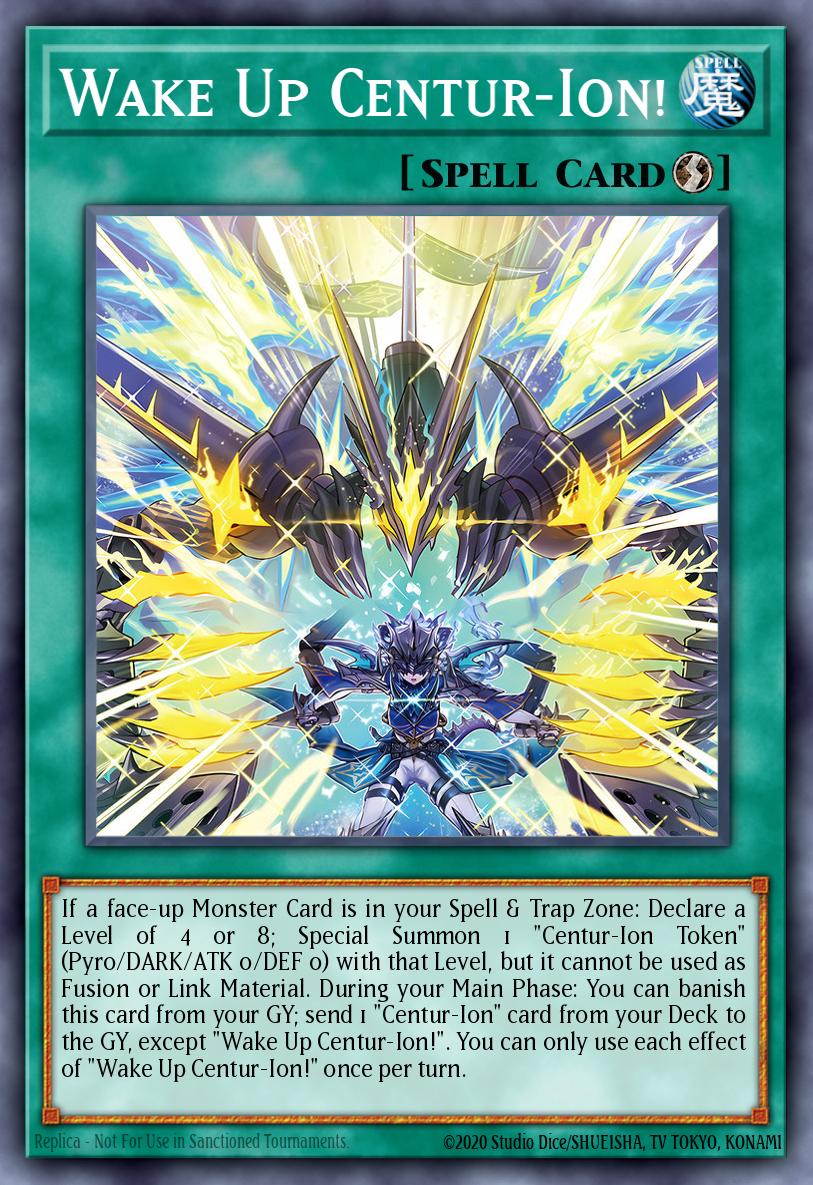 Wake Up Centur-Ion!
SPELL
魔
[Spell Card]
If a face-up Monster Card is in your Spell & Trap Zone: Declare a
Level of 4 or 8; Special Summon 1 "Centur-Ion Token"
(Pyro/DARK/ATK 0/DEF 0) with that Level, but it cannot be used as
Fusion or Link Material. During your Main Phase: You can banish
this card from your GY; send 1 "Centur-Ion" card from your Deck to
the GY, except "Wake Up Centur-Ion!". You can only use each effect
of "Wake Up Centur-Ion!" once per turn.
Replica - Not For Use in Sanctioned Tournaments.
©2020 Studio Dice/SHUEISHA, TV TOKYO, KONAMI